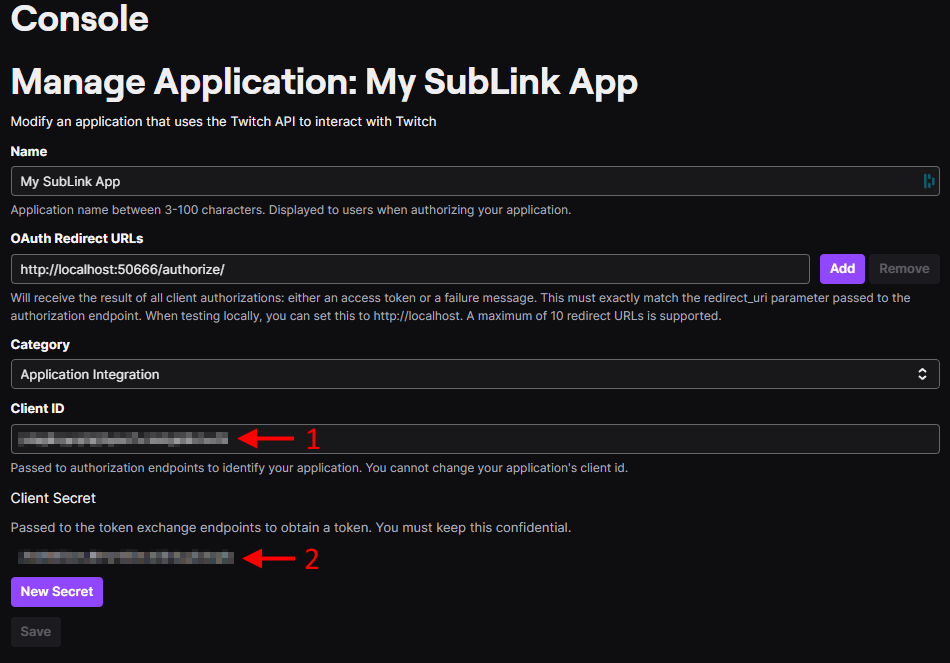 Console
Manage Application: My SubLink App
Modify an application that uses the Twitch API to interact with Twitch
Name
My SubLink App
Application name between 3-100 characters. Displayed to users when authorizing your application.
OAuth Redirect URLs
http://localhost:50666/authorize/
Add
Remove
Will receive the result of all client authorizations: either an access token or a failure message. This must exactly match the redirect_uri parameter passed to the
authorization endpoint. When testing locally, you can set this to http://localhost. A maximum of 10 redirect URLs is supported.
Category
Application Integration
Client ID
1
Passed to authorization endpoints to identify your application. You cannot change your application's client id.
Client Secret
Passed to the token exchange endpoints to obtain a token. You must keep this confidential.
2
New Secret
Save